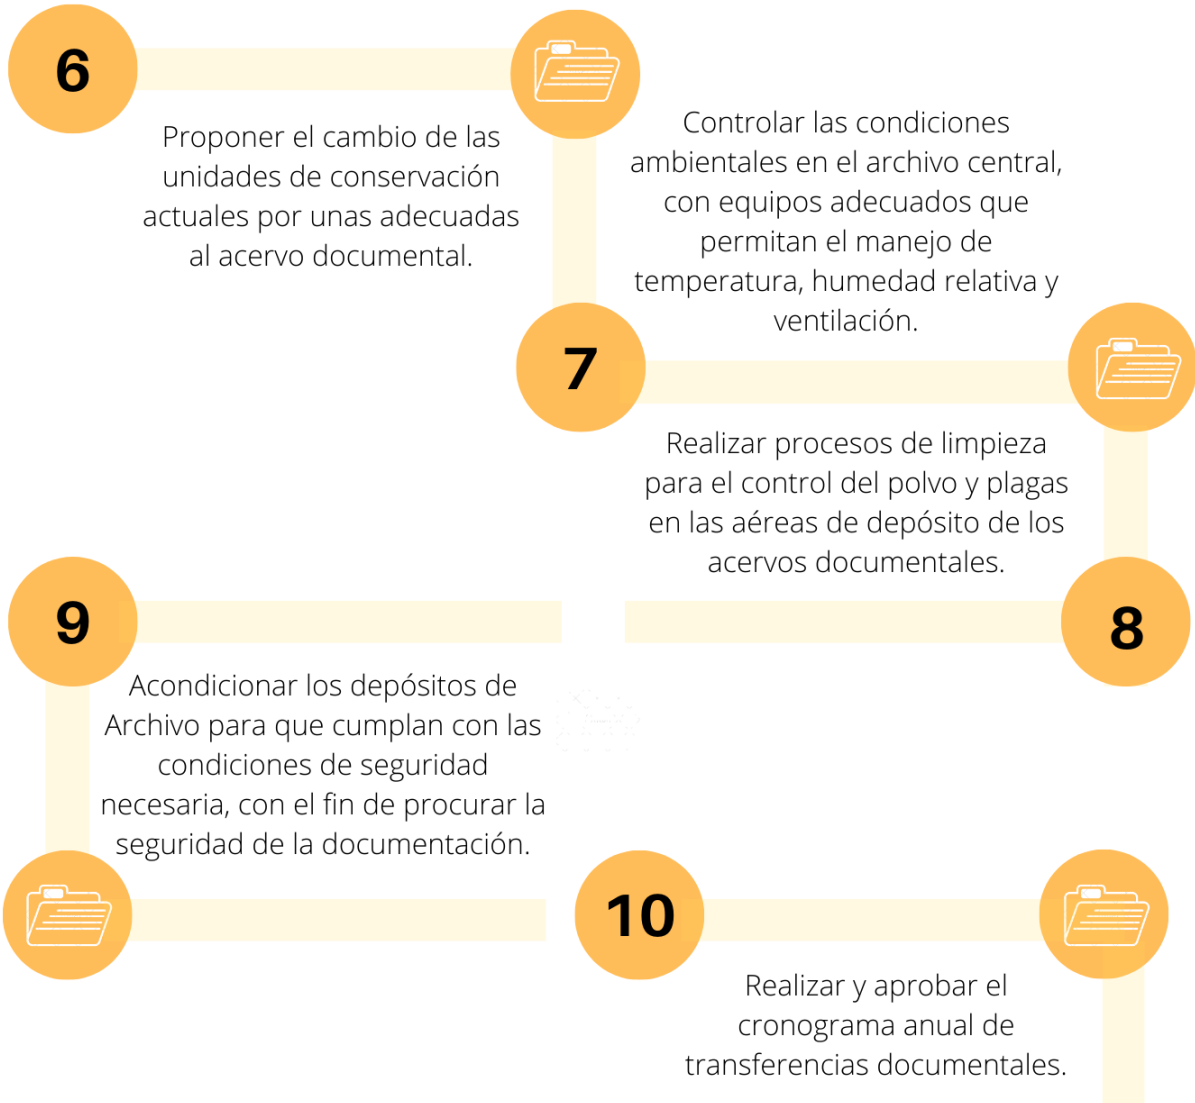 6
Proponer el cambio de las
unidades de conservación
actuales por unas adecuadas
al acervo documental.
Controlar las condiciones
ambientales en el archivo central,
con equipos adecuados que
permitan el manejo de
temperatura, humedad relativa y
ventilación.
7
Realizar procesos de limpieza
para el control del polvo y plagas
en las aéreas de depósito de los
acervos documentales.
8
9
Acondicionar los depósitos de
Archivo para que cumplan con las
condiciones de seguridad
necesaria, con el fin de procurar la
seguridad de la documentación.
10
Realizar y aprobar el
cronograma anual de
transferencias documentales.